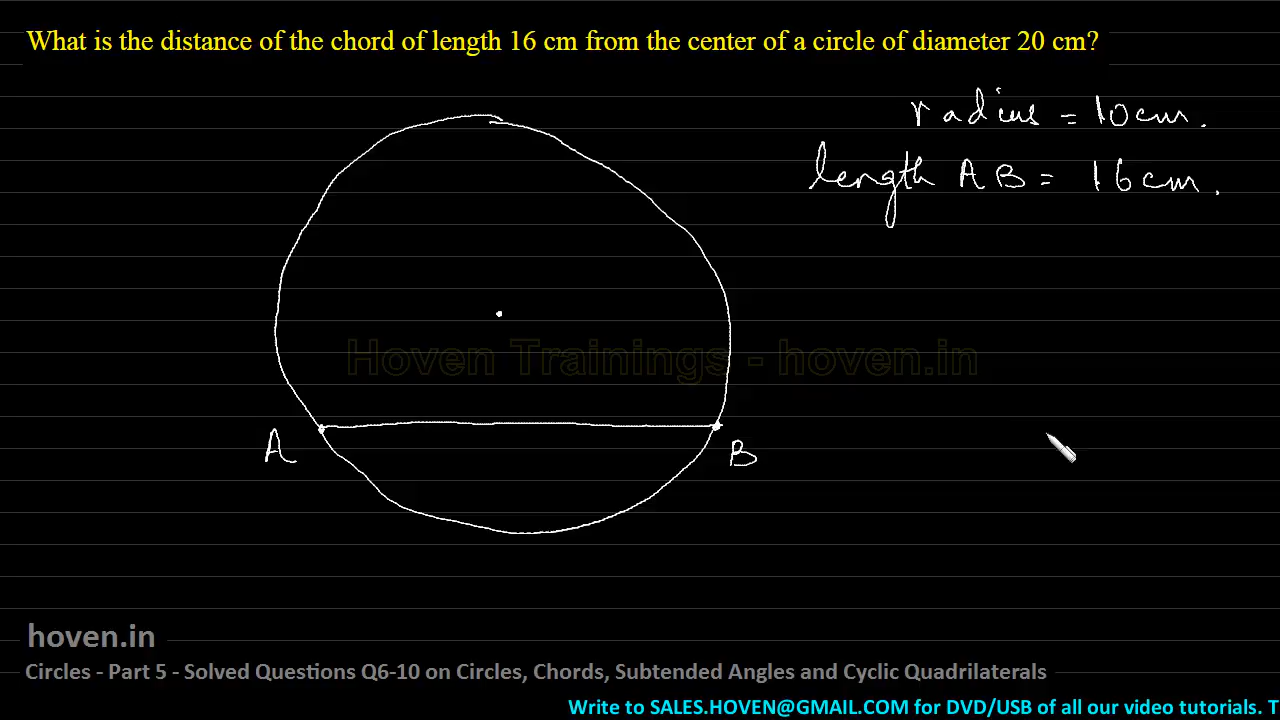 What is the distance of the chord of length 16 cm from the center of a circle of diameter 20 cm?
radius = 10cm.
length AB = 16cm.
Hoven Trainings - hoven.in
A
B
hoven.in
Circles - Part 5 - Solved Questions Q6-10 on Circles, Chords, Subtended Angles and Cyclic Quadrilaterals
Write to SALES.HOVEN@GMAIL.COM for DVD/USB of all our video tutorials. T